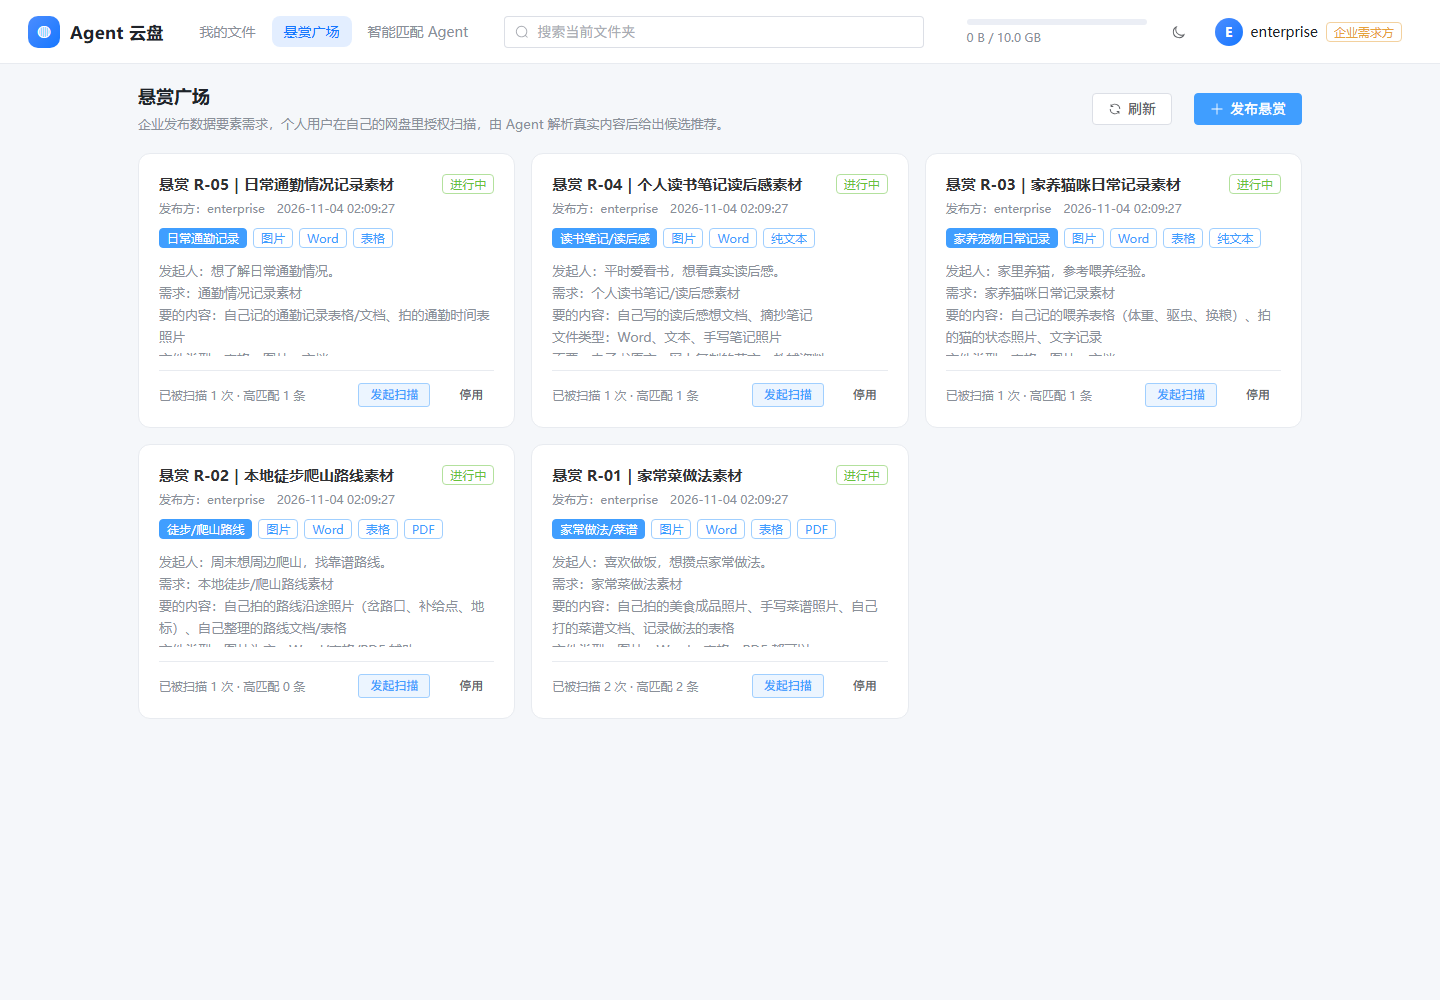 Agent 云盘
我的文件
悬赏广场
智能匹配 Agent
搜索当前文件夹
0 B / 10.0 GB
E
enterprise
企业需求方
悬赏广场
企业发布数据要素需求，个人用户在自己的网盘里授权扫描，由 Agent 解析真实内容后给出候选推荐。
刷新
发布悬赏
悬赏 R-05 | 日常通勤情况记录素材
进行中
发布方：enterprise 2026-11-04 02:09:27
日常通勤记录 图片 Word 表格
发起人：想了解日常通勤情况。
需求：通勤情况记录素材
要的内容：自己记的通勤记录表格/文档、拍的通勤时间表
照片
已被扫描 1 次 · 高匹配 1 条
发起扫描
停用
悬赏 R-04 | 个人读书笔记读后感素材
进行中
发布方：enterprise 2026-11-04 02:09:27
读书笔记/读后感 图片 Word 纯文本
发起人：平时爱看书，想看真实读后感。
需求：个人读书笔记/读后感素材
要的内容：自己写的读后感想文档、摘抄笔记
文件类型：Word、文本、手写笔记照片
已被扫描 1 次 · 高匹配 1 条
发起扫描
停用
悬赏 R-03 | 家养猫咪日常记录素材
进行中
发布方：enterprise 2026-11-04 02:09:27
家养宠物日常记录 图片 Word 表格 纯文本
发起人：家里养猫，参考喂养经验。
需求：家养猫咪日常记录素材
要的内容：自己记的喂养表格（体重、驱虫、换粮）、拍
的猫的状态照片、文字记录
已被扫描 1 次 · 高匹配 1 条
发起扫描
停用
悬赏 R-02 | 本地徒步爬山路线素材
进行中
发布方：enterprise 2026-11-04 02:09:27
徒步/爬山路线 图片 Word 表格 PDF
发起人：周末想周边爬山，找靠谱路线。
需求：本地徒步/爬山路线素材
要的内容：自己拍的路线沿途照片（岔路口、补给点、地
标）、自己整理的路线文档/表格
已被扫描 1 次 · 高匹配 0 条
发起扫描
停用
悬赏 R-01 | 家常菜做法素材
进行中
发布方：enterprise 2026-11-04 02:09:27
家常做法/菜谱 图片 Word 表格 PDF
发起人：喜欢做饭，想攒点家常做法。
需求：家常菜做法素材
要的内容：自己拍的美食成品照片、手写菜谱照片、自己
打的菜谱文档、记录做法的表格
已被扫描 2 次 · 高匹配 2 条
发起扫描
停用